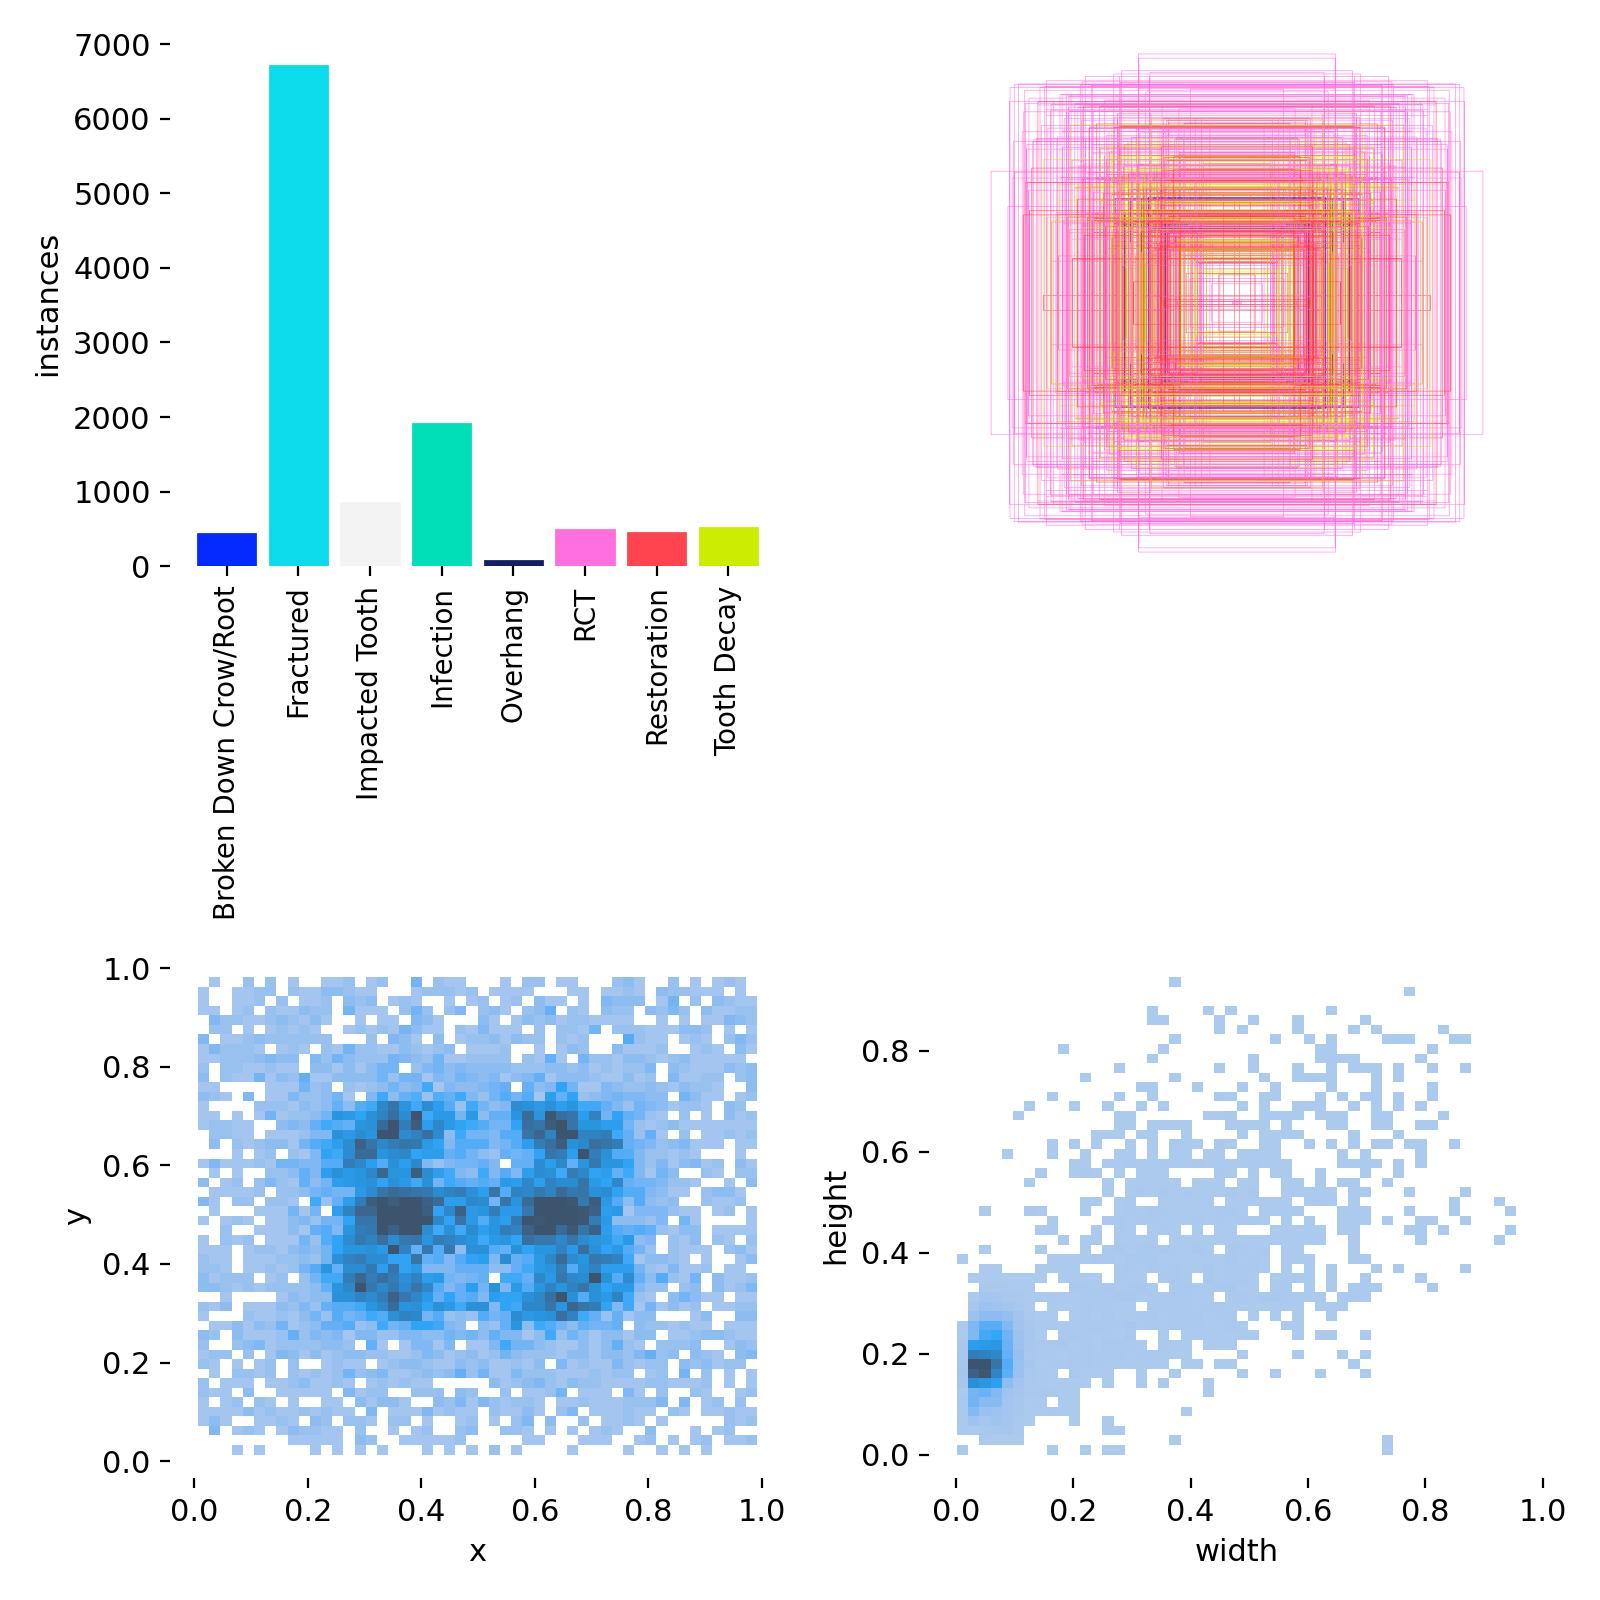 7000
6000
5000
4000
3000
2000
1000
0
instances
Broken Down Crow/Root
Fractured
Impacted Tooth
Infection
Overhang
RCT
Restoration
Tooth Decay
1.0
0.8
0.6
0.4
0.2
0.0
y
0.0 0.2 0.4 0.6 0.8 1.0
x
0.8
0.6
0.4
0.2
0.0
height
0.0 0.2 0.4 0.6 0.8 1.0
width